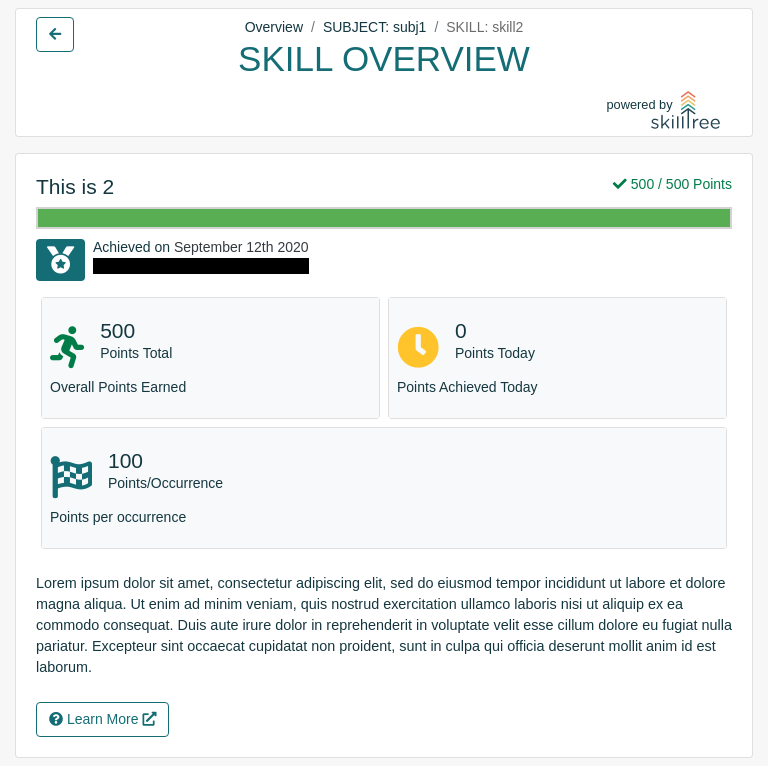 Overview / SUBJECT: subj1 / SKILL: skill2
SKILL OVERVIEW
powered by
skilltree
This is 2
500 / 500 Points
Achieved on September 12th 2020
500
Points Total
Overall Points Earned
0
Points Today
Points Achieved Today
100
Points/Occurrence
Points per occurrence
Lorem ipsum dolor sit amet, consectetur adipiscing elit, sed do eiusmod tempor incididunt ut labore et dolore
magna aliqua. Ut enim ad minim veniam, quis nostrud exercitation ullamco laboris nisi ut aliquip ex ea
commodo consequat. Duis aute irure dolor in reprehenderit in voluptate velit esse cillum dolore eu fugiat nulla
pariatur. Excepteur sint occaecat cupidatat non proident, sunt in culpa qui officia deserunt mollit anim id est
laborum.
Learn More